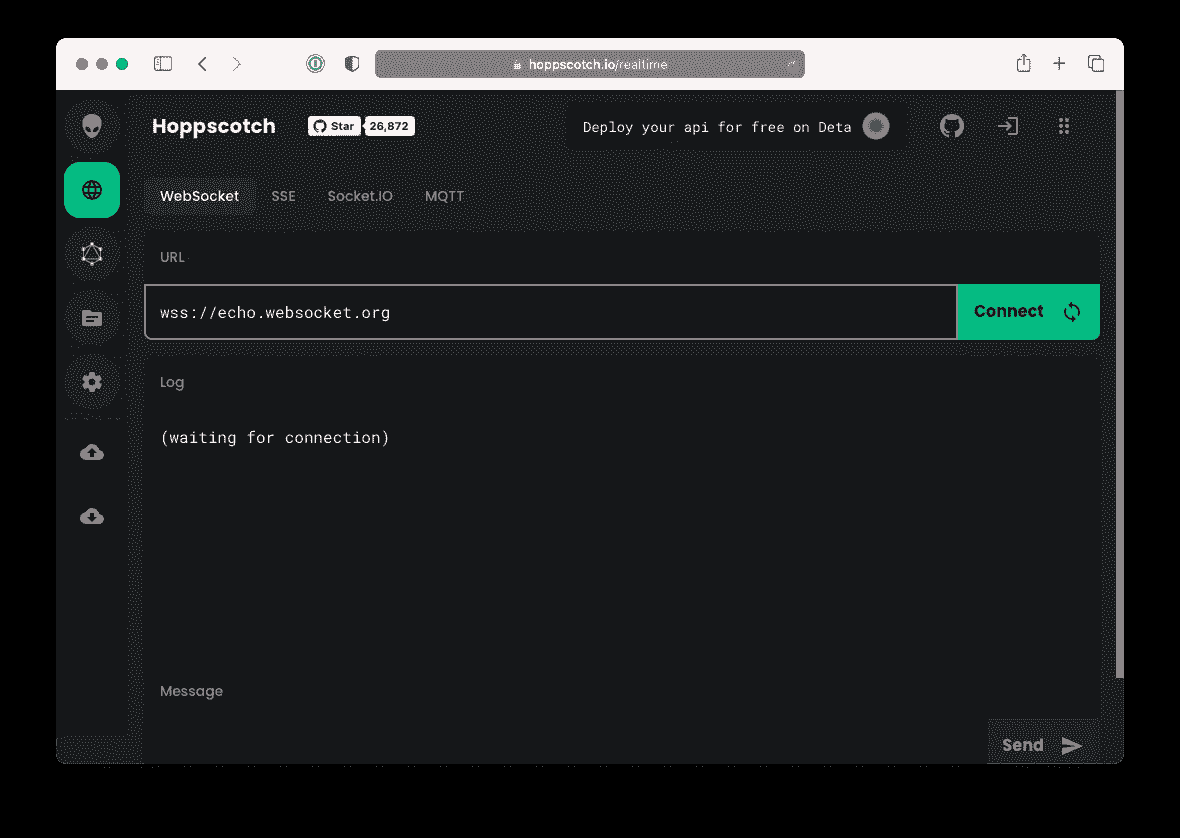 hoppscotch.io/realtime
Hoppscotch
Star
26,872
Deploy your api for free on Deta
WebSocket
SSE
Socket.IO
MQTT
URL
wss://echo.websocket.org
Connect
Log
(waiting for connection)
Message
Send